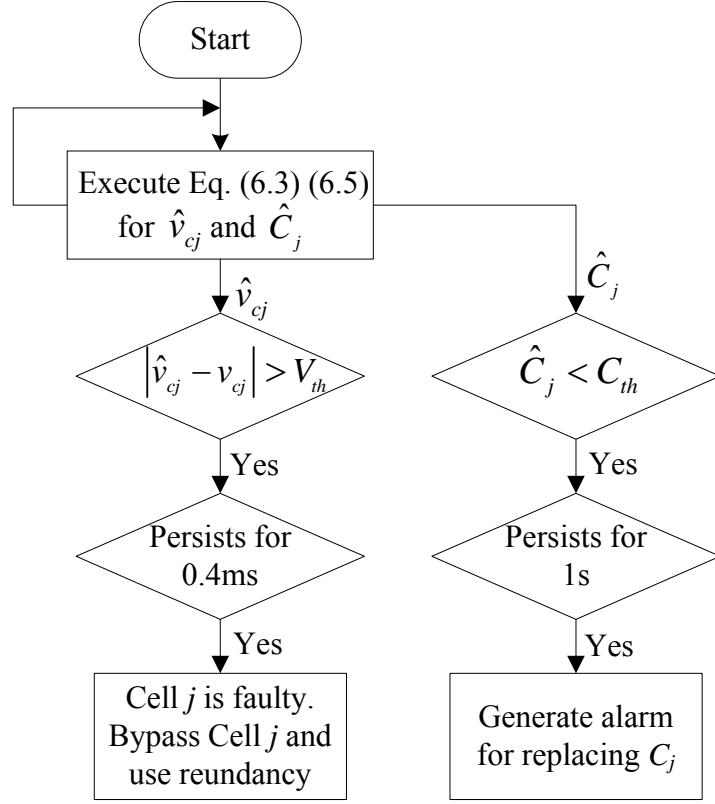 Start
Execute Eq. (6.3) (6.5)
for v̂cj and Ĉj
v̂cj
Ĉj
|v̂cj − vcj| > Vth
Ĉj < Cth
Yes
Yes
Persists for
0.4ms
Persists for
1s
Yes
Yes
Cell j is faulty.
Bypass Cell j and
use reundancy
Generate alarm
for replacing Cj